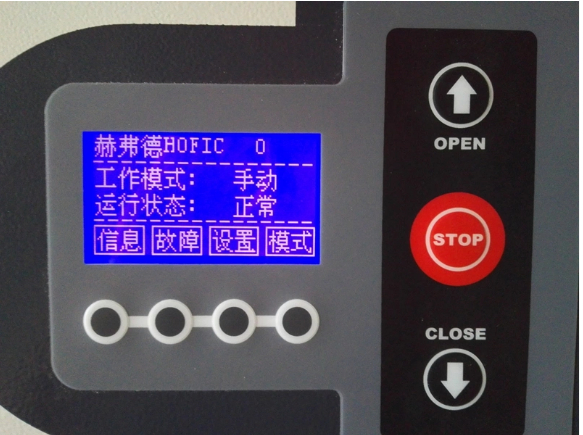 赫弗德HOFIC 0
工作模式: 手动
运行状态: 正常
信息 故障 设置 模式
OPEN
STOP
CLOSE